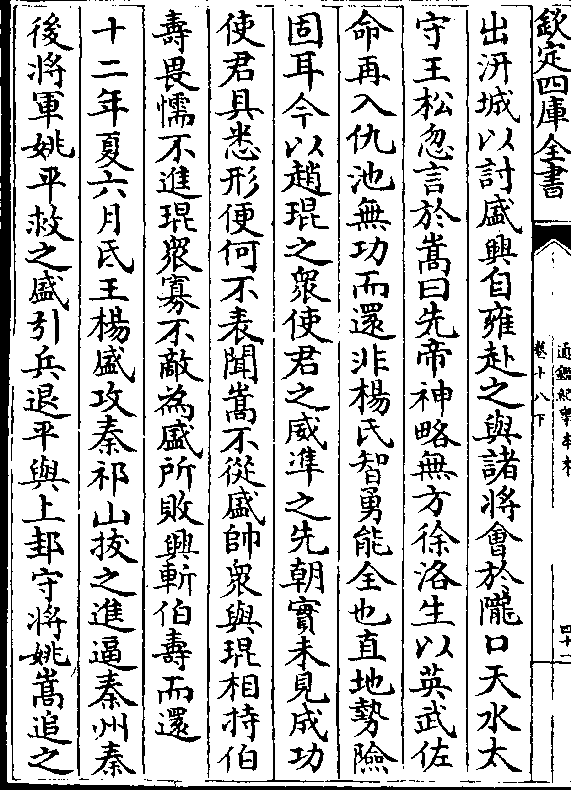 欽定四庫全書
通鑑紀事本末
卷十八下
四十二
出汧城以討盛興自雍赴之與諸將會於隴口天水太
守王松忽言於嵩曰先帝神略無方徐洛生以英武佐
命再入仇池無功而還非楊氏智勇能全也直地勢險
固耳今以趙琨之衆使君之威準之先朝實未見成功
使君具悉形便何不表聞嵩不從盛帥衆與琨相持伯
壽畏懦不進琨衆寡不敵為盛所敗興斬伯壽而還
十二年夏六月氐王楊盛攻秦祁山拔之進逼秦州秦
後將軍姚平救之盛引兵退平與上邽守將姚嵩追之